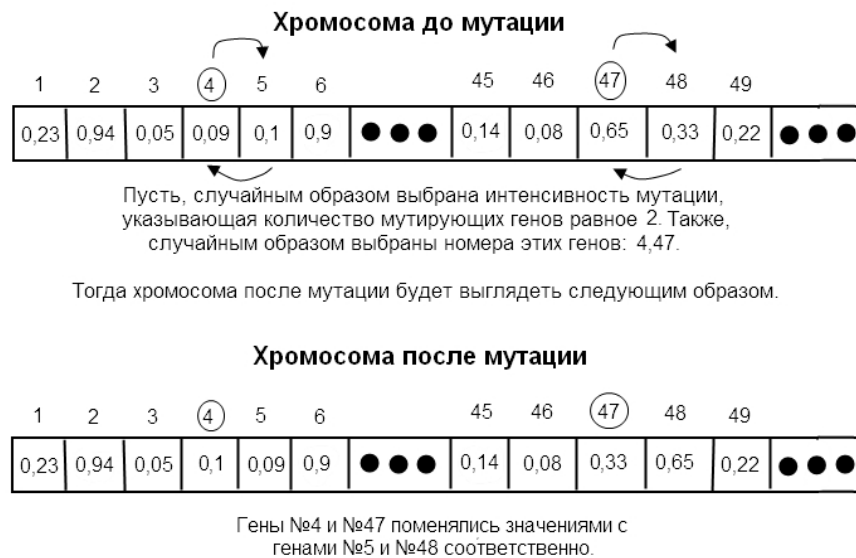 Хромосома до мутации
1 2 3 4 5 6 45 46 47 48 49
0,23 0,94 0,05 0,09 0,1 0,9 0,14 0,08 0,65 0,33 0,22
Пусть, случайным образом выбрана интенсивность мутации,
указывающая количество мутирующих генов равное 2. Также,
случайным образом выбраны номера этих генов: 4,47.
Тогда хромосома после мутации будет выглядеть следующим образом.
Хромосома после мутации
1 2 3 4 5 6 45 46 47 48 49
0,23 0,94 0,05 0,1 0,09 0,9 0,14 0,08 0,33 0,65 0,22
Гены №4 и №47 поменялись значениями с
генами №5 и №48 соответственно.